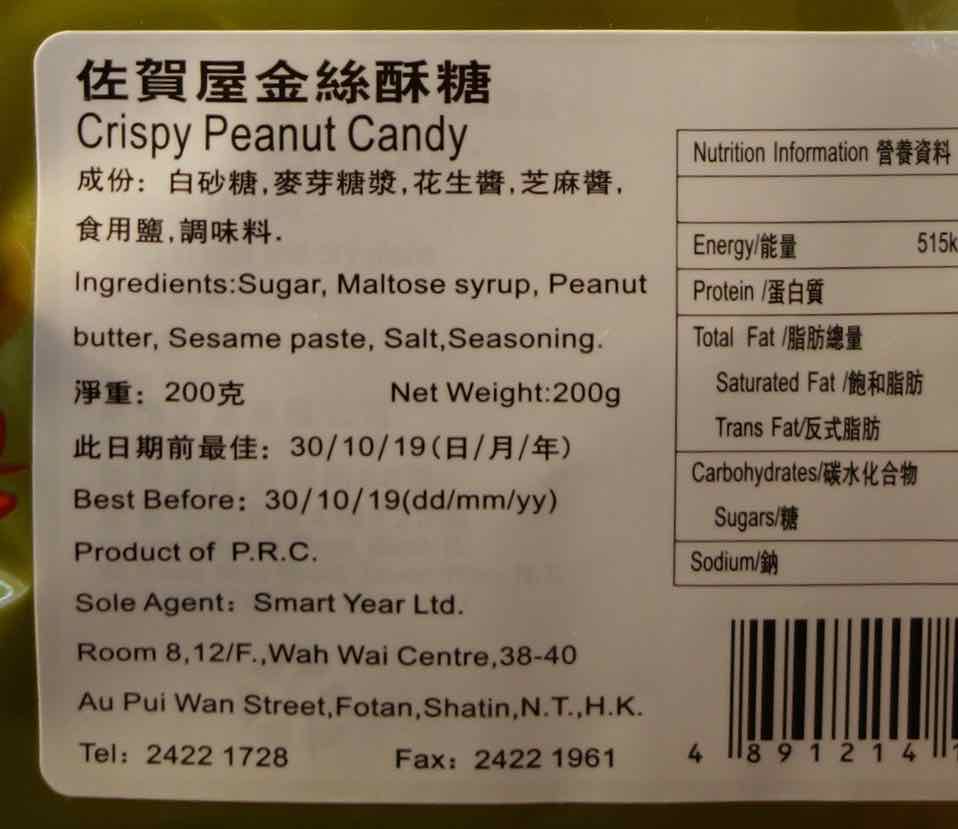 佐賀屋金絲酥糖
Crispy Peanut Candy
成份：白砂糖,麥芽糖漿,花生醬,芝麻醬,
食用鹽,調味料.
Ingredients:Sugar, Maltose syrup, Peanut
butter, Sesame paste, Salt,Seasoning.
淨重：200克 Net Weight:200g
此日期前最佳：30/10/19(日/月/年)
Best Before：30/10/19(dd/mm/yy)
Product of P.R.C.
Sole Agent：Smart Year Ltd.
Room 8,12/F.,Wah Wai Centre,38-40
Au Pui Wan Street,Fotan,Shatin,N.T.,H.K.
Tel：2422 1728 Fax：2422 1961
Nutrition Information 營養資料
Energy/能量 515k
Protein /蛋白質
Total Fat /脂肪總量
Saturated Fat /飽和脂肪
Trans Fat/反式脂肪
Carbohydrates/碳水化合物
Sugars/糖
Sodium/鈉
4 891214